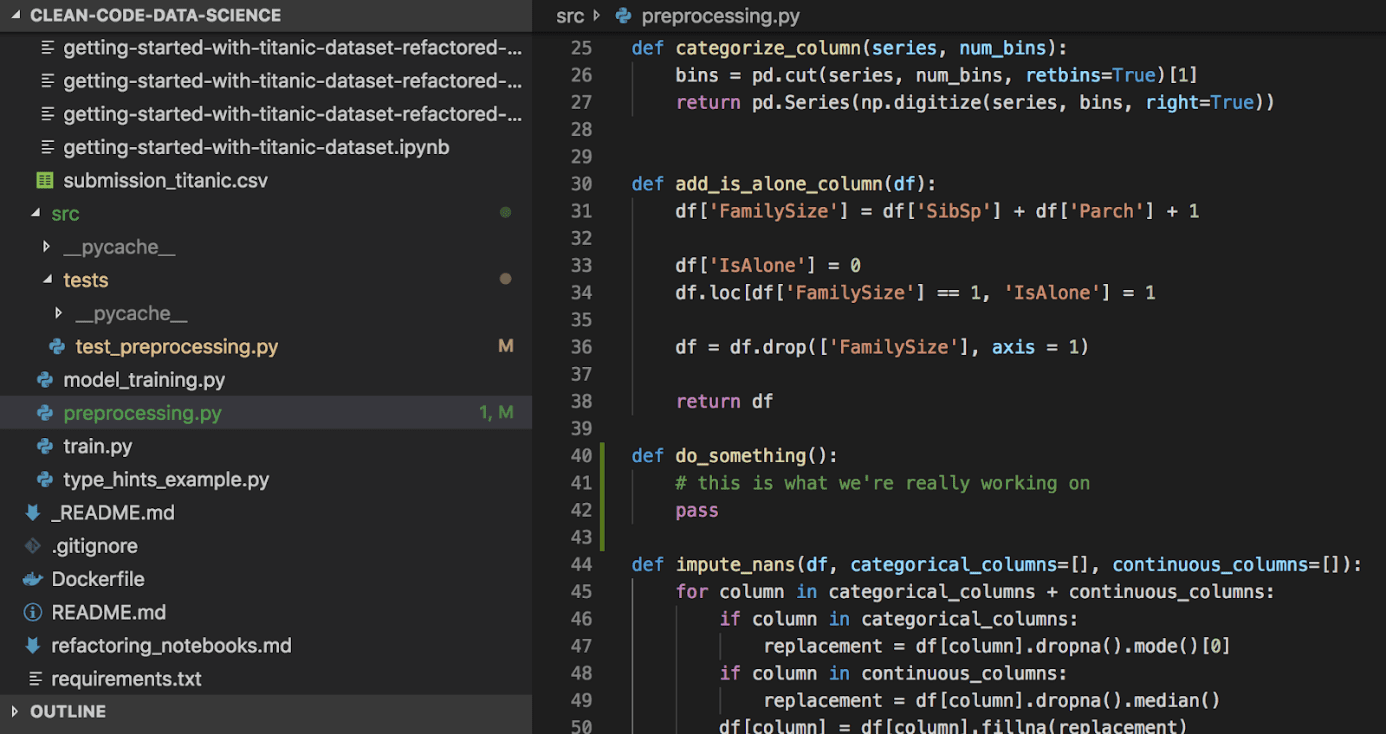 CLEAN-CODE-DATA-SCIENCE
getting-started-with-titanic-dataset-refactored-...
getting-started-with-titanic-dataset-refactored-...
getting-started-with-titanic-dataset-refactored-...
getting-started-with-titanic-dataset.ipynb
submission_titanic.csv
src
__pycache__
tests
__pycache__
test_preprocessing.py M
model_training.py
preprocessing.py 1, M
train.py
type_hints_example.py
_README.md
.gitignore
Dockerfile
README.md
refactoring_notebooks.md
requirements.txt
OUTLINE
src preprocessing.py
25 def categorize_column(series, num_bins):
26     bins = pd.cut(series, num_bins, retbins=True)[1]
27     return pd.Series(np.digitize(series, bins, right=True))
28
29
30 def add_is_alone_column(df):
31     df['FamilySize'] = df['SibSp'] + df['Parch'] + 1
32
33     df['IsAlone'] = 0
34     df.loc[df['FamilySize'] == 1, 'IsAlone'] = 1
35
36     df = df.drop(['FamilySize'], axis = 1)
37
38     return df
39
40 def do_something():
41     # this is what we're really working on
42     pass
43
44 def impute_nans(df, categorical_columns=[], continuous_columns=[]):
45     for column in categorical_columns + continuous_columns:
46         if column in categorical_columns:
47             replacement = df[column].dropna().mode()[0]
48         if column in continuous_columns:
49             replacement = df[column].dropna().median()
50         df[column] = df[column].fillna(replacement)